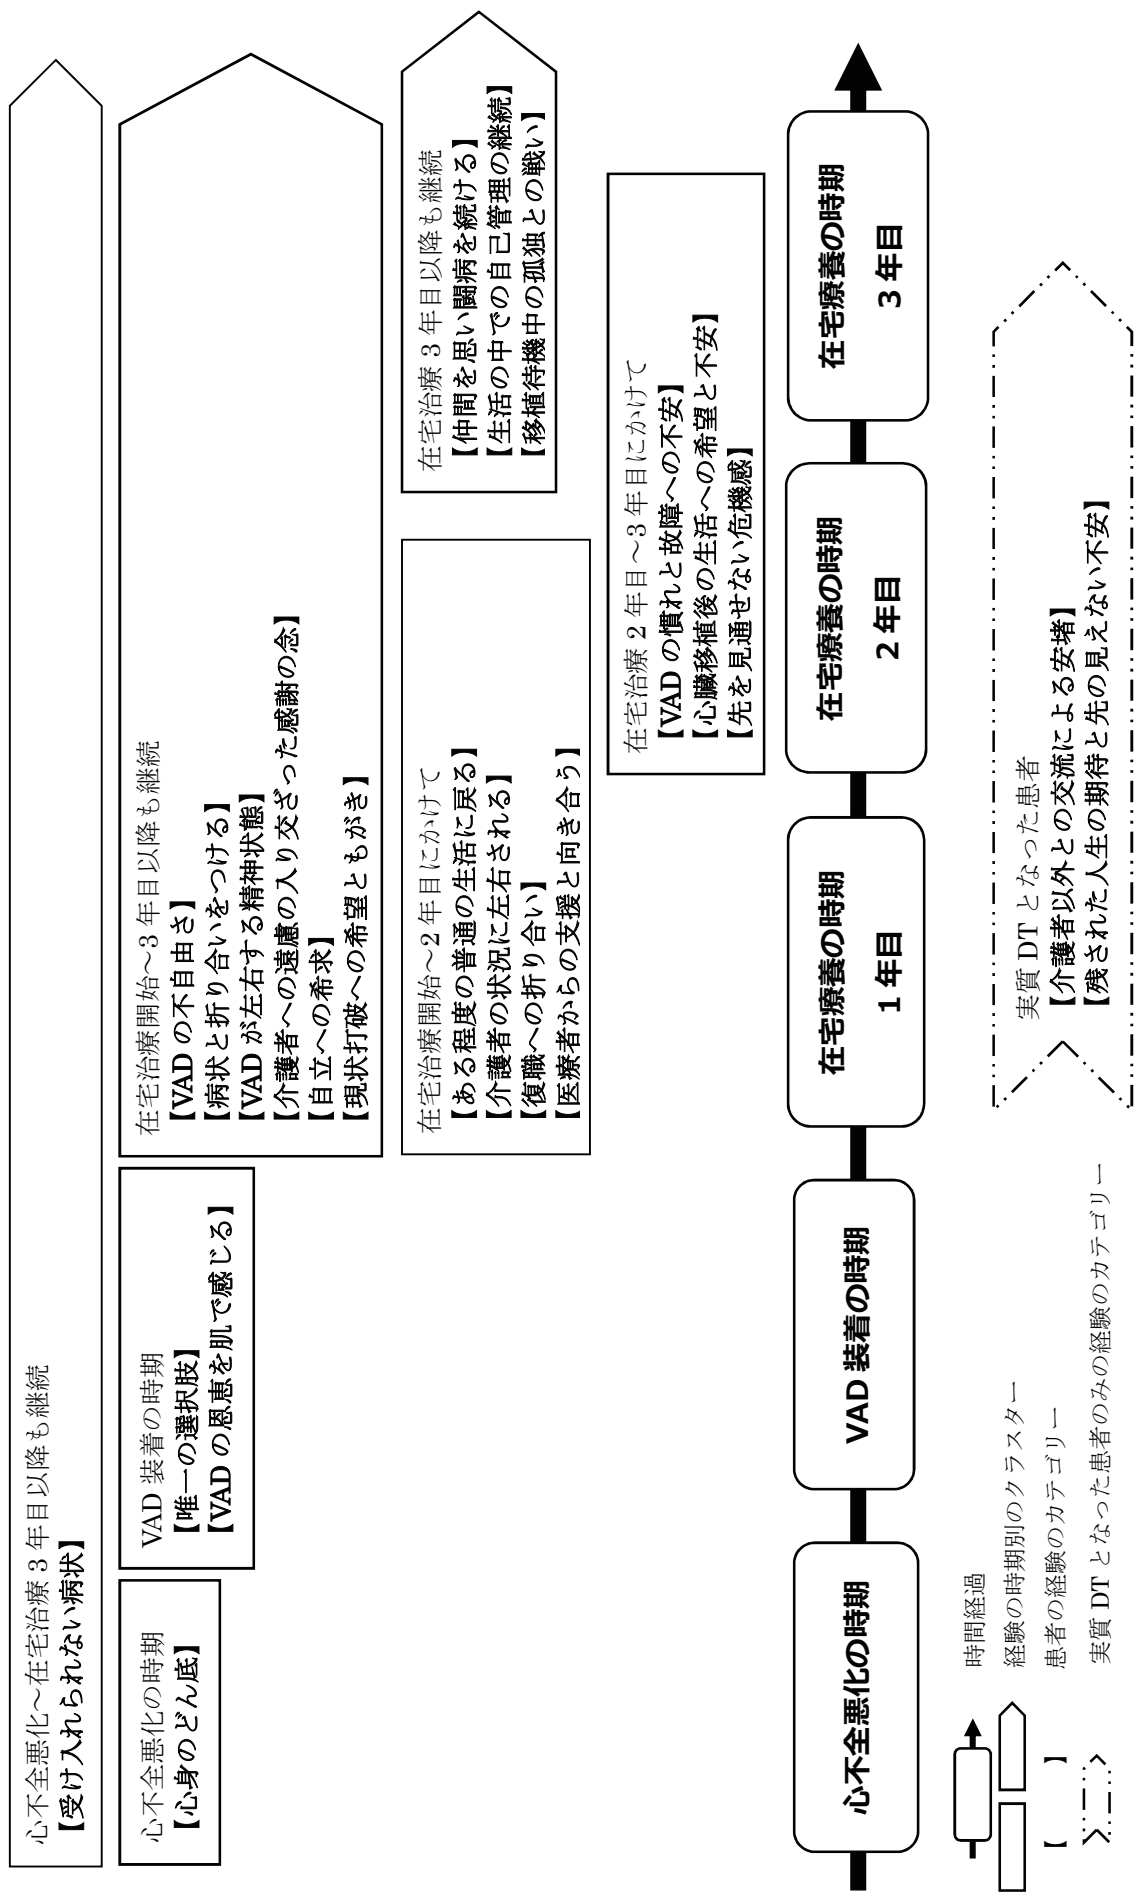 心不全悪化～在宅治療 3 年目以降も継続
【受け入れられない病状】
心不全悪化の時期
【心身のどん底】
VAD 装着の時期
【唯一の選択肢】
【VAD の恩恵を肌で感じる】
在宅治療開始～3 年目以降も継続
【VAD の不自由さ】
【病状と折り合いをつける】
【VAD が左右する精神状態】
【介護者への遠慮の入り交ざった感謝の念】
【自立への希求】
【現状打破への希望ともがき】
在宅治療開始～2 年目にかけて
【ある程度の普通の生活に戻る】
【介護者の状況に左右される】
【復職への折り合い】
【医療者からの支援と向き合う】
在宅治療 3 年目以降も継続
【仲間を思い闘病を続ける】
【生活の中での自己管理の継続】
【移植待機中の孤独との戦い】
在宅治療 2 年目～3 年目にかけて
【VAD の慣れと故障への不安】
【心臓移植後の生活への希望と不安】
【先を見通せない危機感】
心不全悪化の時期
VAD 装着の時期
在宅療養の時期
1 年目
在宅療養の時期
2 年目
在宅療養の時期
3 年目
実質 DT となった患者
【介護者以外との交流による安堵】
【残された人生の期待と先の見えない不安】
時間経過
経験の時期別のクラスター
【 】 患者の経験のカテゴリー
実質 DT となった患者のみの経験のカテゴリー